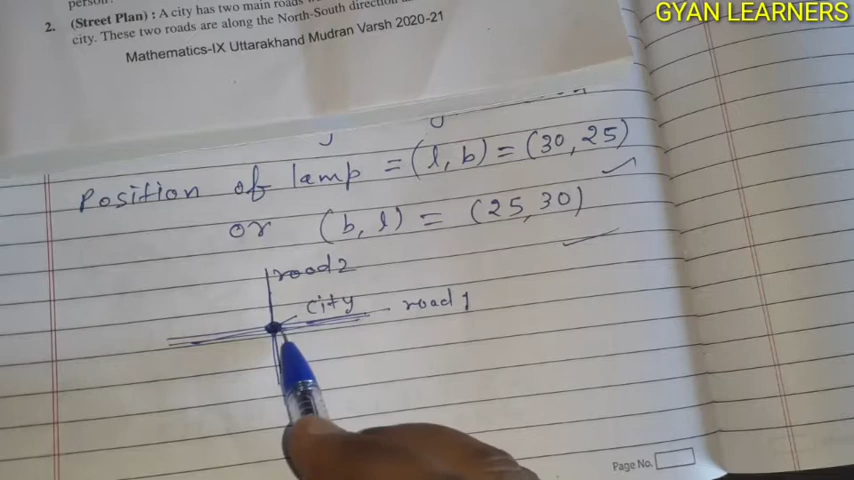 GYAN LEARNERS
person.
2. (Street Plan) : A city has two main roads
city. These two roads are along the North-South direction
Mathematics-IX Uttarakhand Mudran Varsh 2020-21
Position of lamp = (l, b) = (30, 25)
or (b, l) = (25, 30)
road 2
city
road 1
Page No.